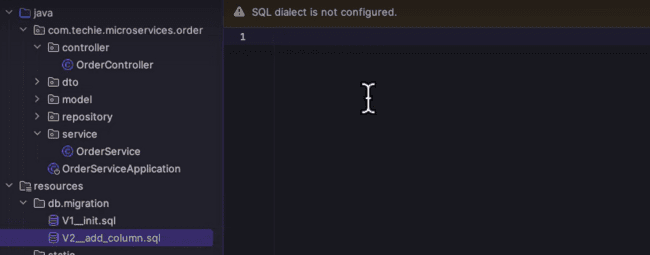 java
com.techie.microservices.order
controller
OrderController
dto
model
repository
service
OrderService
OrderServiceApplication
resources
db.migration
V1__init.sql
V2__add_column.sql
static
SQL dialect is not configured.
1